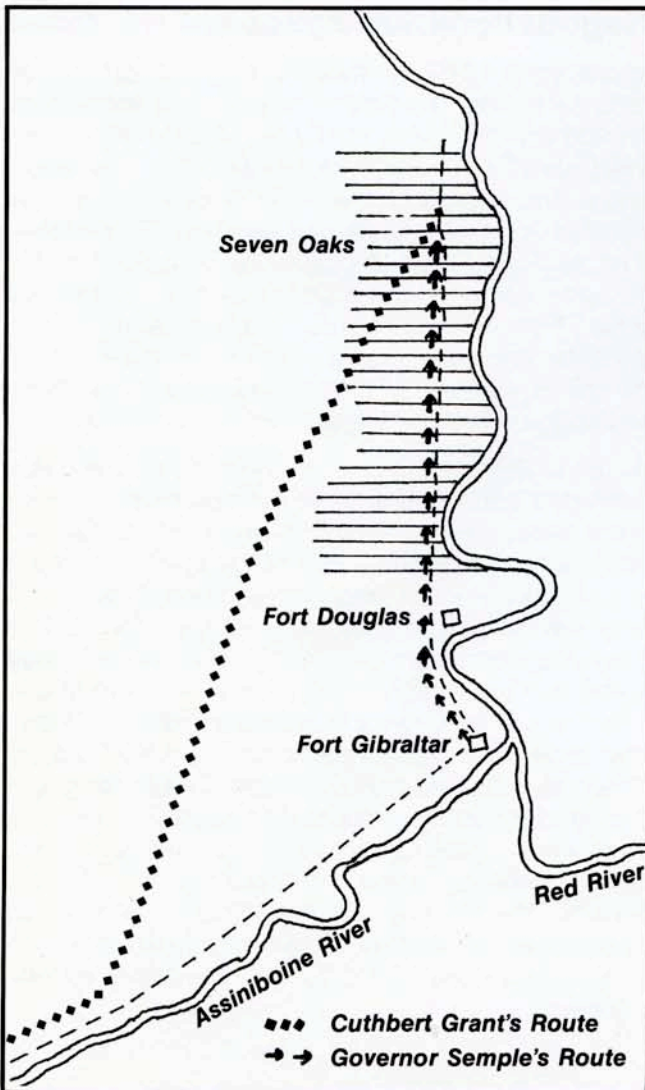 Seven Oaks
Fort Douglas
Fort Gibraltar
Red River
Assiniboine River
Cuthbert Grant's Route
Governor Semple's Route